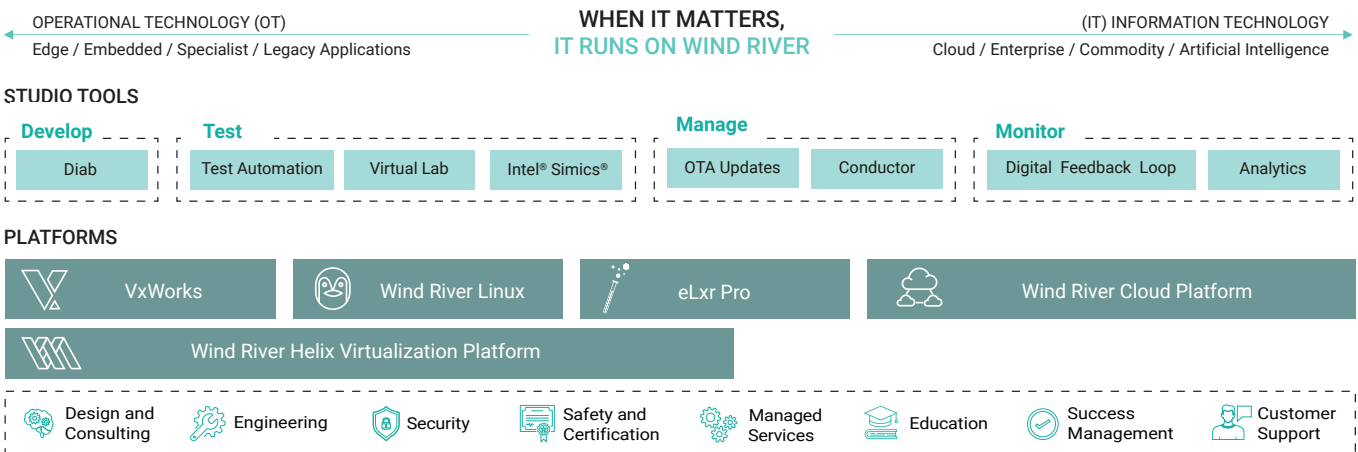 OPERATIONAL TECHNOLOGY (OT)
Edge / Embedded / Specialist / Legacy Applications
WHEN IT MATTERS,
IT RUNS ON WIND RIVER
(IT) INFORMATION TECHNOLOGY
Cloud / Enterprise / Commodity / Artificial Intelligence
STUDIO TOOLS
Develop
Diab
Test
Test Automation
Virtual Lab
Intel® Simics®
Manage
OTA Updates
Conductor
Monitor
Digital Feedback Loop
Analytics
PLATFORMS
VxWorks
Wind River Linux
eLxr Pro
Wind River Cloud Platform
Wind River Helix Virtualization Platform
Design and
Consulting
Engineering
Security
Safety and
Certification
Managed
Services
Education
Success
Management
Customer
Support